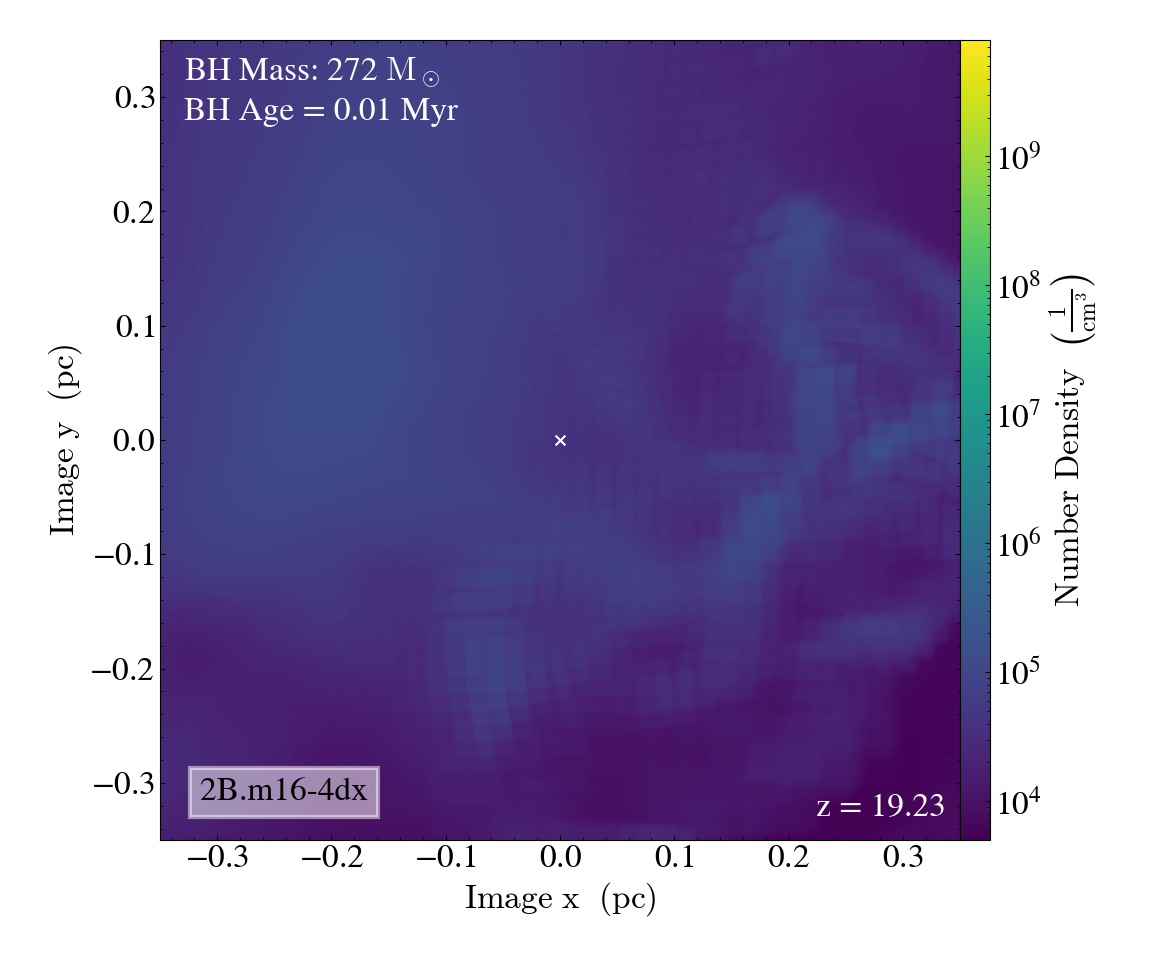 BH Mass: 272 M⊙
BH Age = 0.01 Myr
0.3
0.2
0.1
0.0
−0.1
−0.2
−0.3
Image y (pc)
2B.m16-4dx
z = 19.23
−0.3 −0.2 −0.1 0.0 0.1 0.2 0.3
Image x (pc)
10⁹
10⁸
10⁷
10⁶
10⁵
10⁴
Number Density (1/cm³)